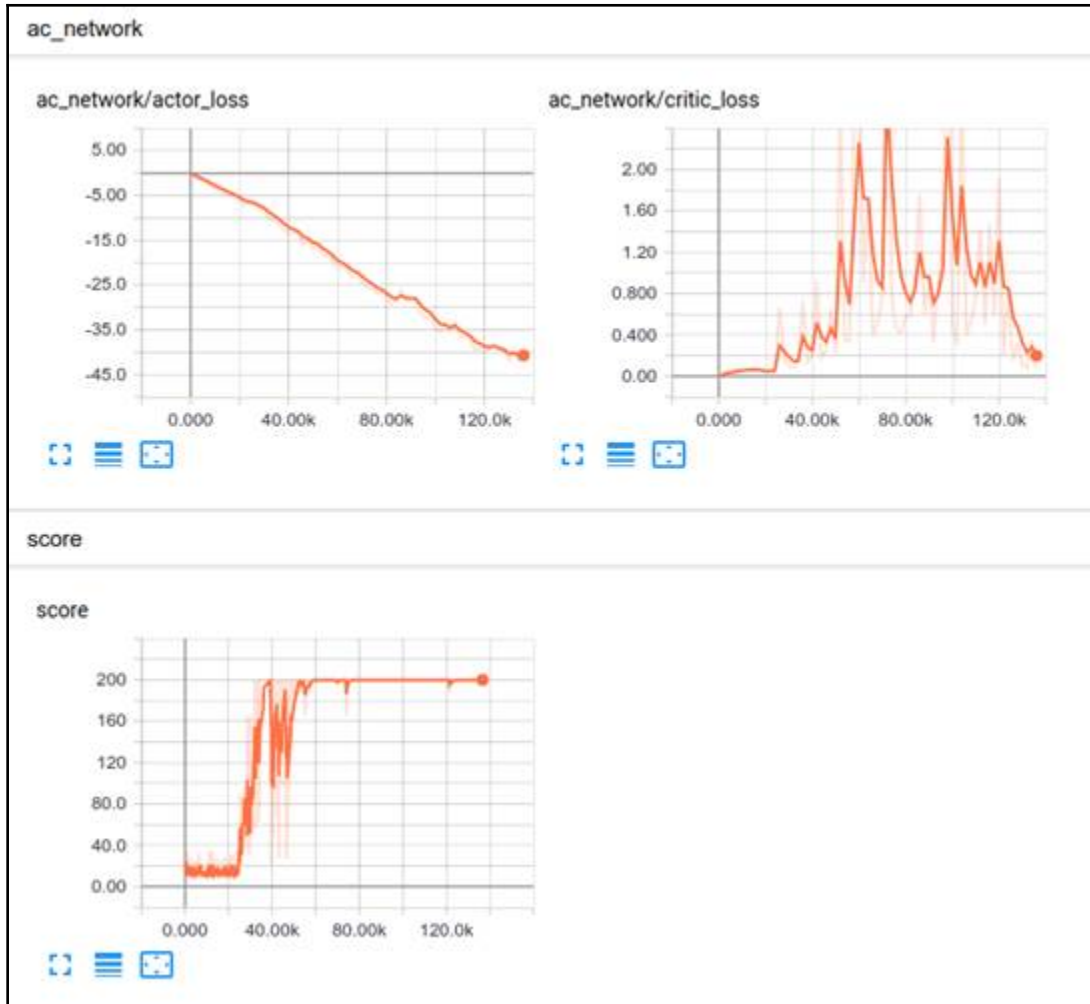 ac_network
ac_network/actor_loss
5.00
-5.00
-15.0
-25.0
-35.0
-45.0
0.000 40.00k 80.00k 120.0k
ac_network/critic_loss
2.00
1.60
1.20
0.800
0.400
0.00
0.000 40.00k 80.00k 120.0k
score
score
200
160
120
80.0
40.0
0.00
0.000 40.00k 80.00k 120.0k